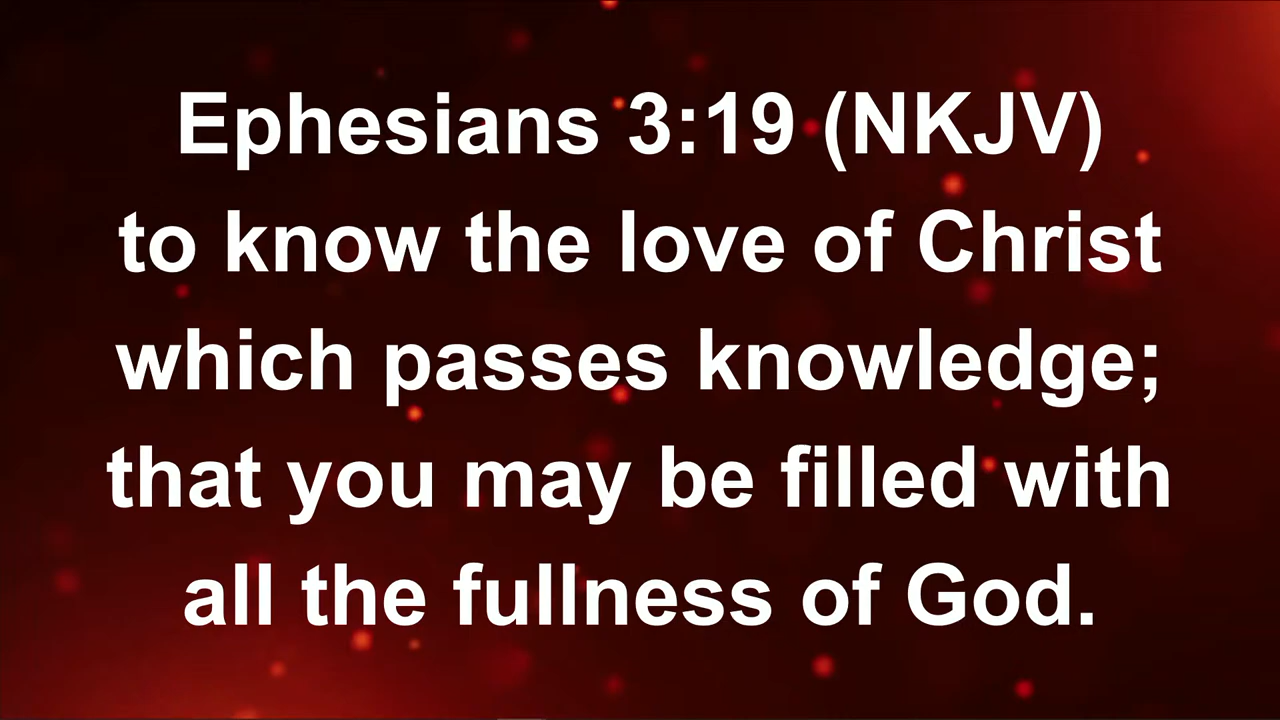 Ephesians 3:19 (NKJV)
to know the love of Christ
which passes knowledge;
that you may be filled with
all the fullness of God.